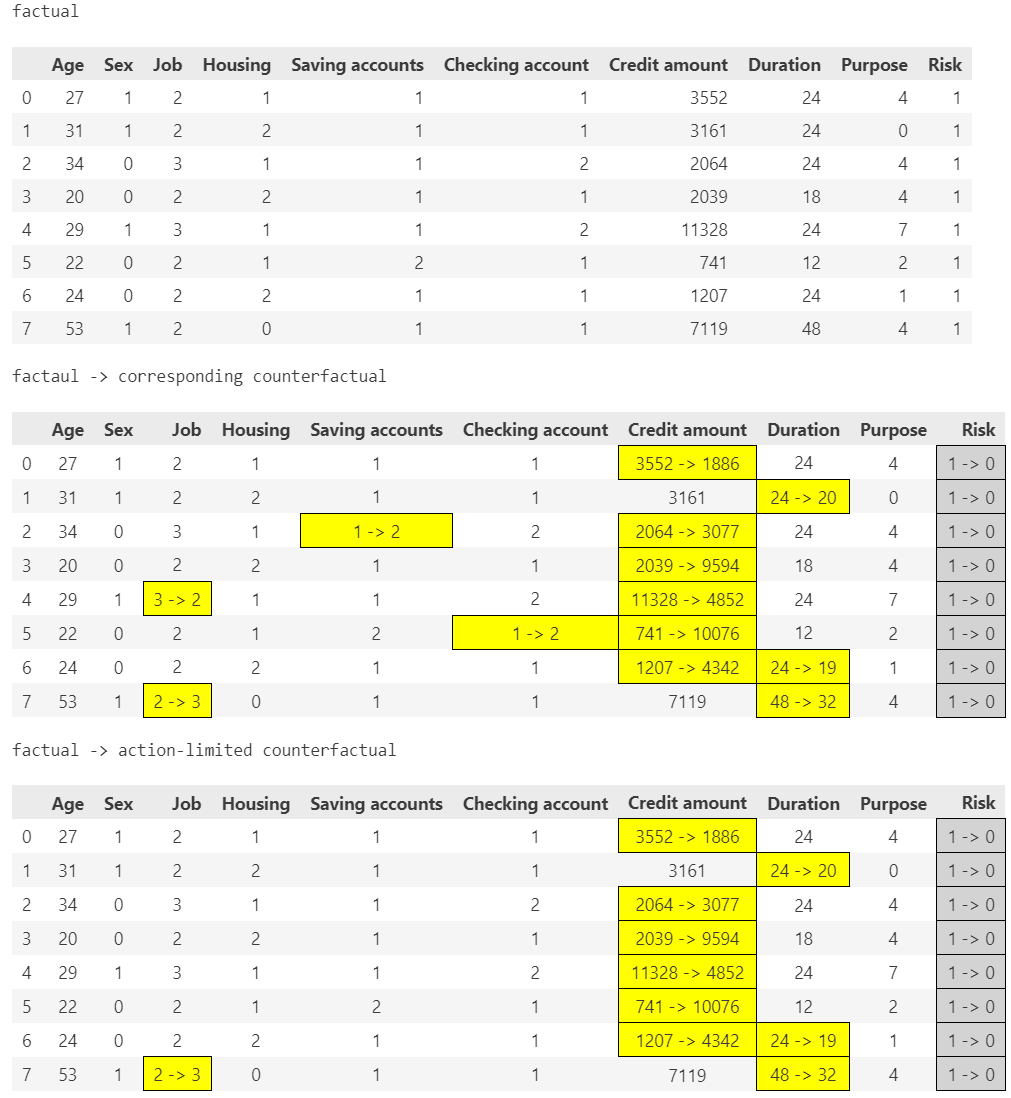 factual
Age Sex Job Housing Saving accounts Checking account Credit amount Duration Purpose Risk
0 27 1 2 1 1 1 3552 24 4 1
1 31 1 2 2 1 1 3161 24 0 1
2 34 0 3 1 1 2 2064 24 4 1
3 20 0 2 2 1 1 2039 18 4 1
4 29 1 3 1 1 2 11328 24 7 1
5 22 0 2 1 2 1 741 12 2 1
6 24 0 2 2 1 1 1207 24 1 1
7 53 1 2 0 1 1 7119 48 4 1
factaul -> corresponding counterfactual
Age Sex Job Housing Saving accounts Checking account Credit amount Duration Purpose Risk
0 27 1 2 1 1 1 3552 -> 1886 24 4 1 -> 0
1 31 1 2 2 1 1 3161 24 -> 20 0 1 -> 0
2 34 0 3 1 1 -> 2 2 2064 -> 3077 24 4 1 -> 0
3 20 0 2 2 1 1 2039 -> 9594 18 4 1 -> 0
4 29 1 3 -> 2 1 1 2 11328 -> 4852 24 7 1 -> 0
5 22 0 2 1 2 1 -> 2 741 -> 10076 12 2 1 -> 0
6 24 0 2 2 1 1 1207 -> 4342 24 -> 19 1 1 -> 0
7 53 1 2 -> 3 0 1 1 7119 48 -> 32 4 1 -> 0
factual -> action-limited counterfactual
Age Sex Job Housing Saving accounts Checking account Credit amount Duration Purpose Risk
0 27 1 2 1 1 1 3552 -> 1886 24 4 1 -> 0
1 31 1 2 2 1 1 3161 24 -> 20 0 1 -> 0
2 34 0 3 1 1 2 2064 -> 3077 24 4 1 -> 0
3 20 0 2 2 1 1 2039 -> 9594 18 4 1 -> 0
4 29 1 3 1 1 2 11328 -> 4852 24 7 1 -> 0
5 22 0 2 1 2 1 741 -> 10076 12 2 1 -> 0
6 24 0 2 2 1 1 1207 -> 4342 24 -> 19 1 1 -> 0
7 53 1 2 -> 3 0 1 1 7119 48 -> 32 4 1 -> 0